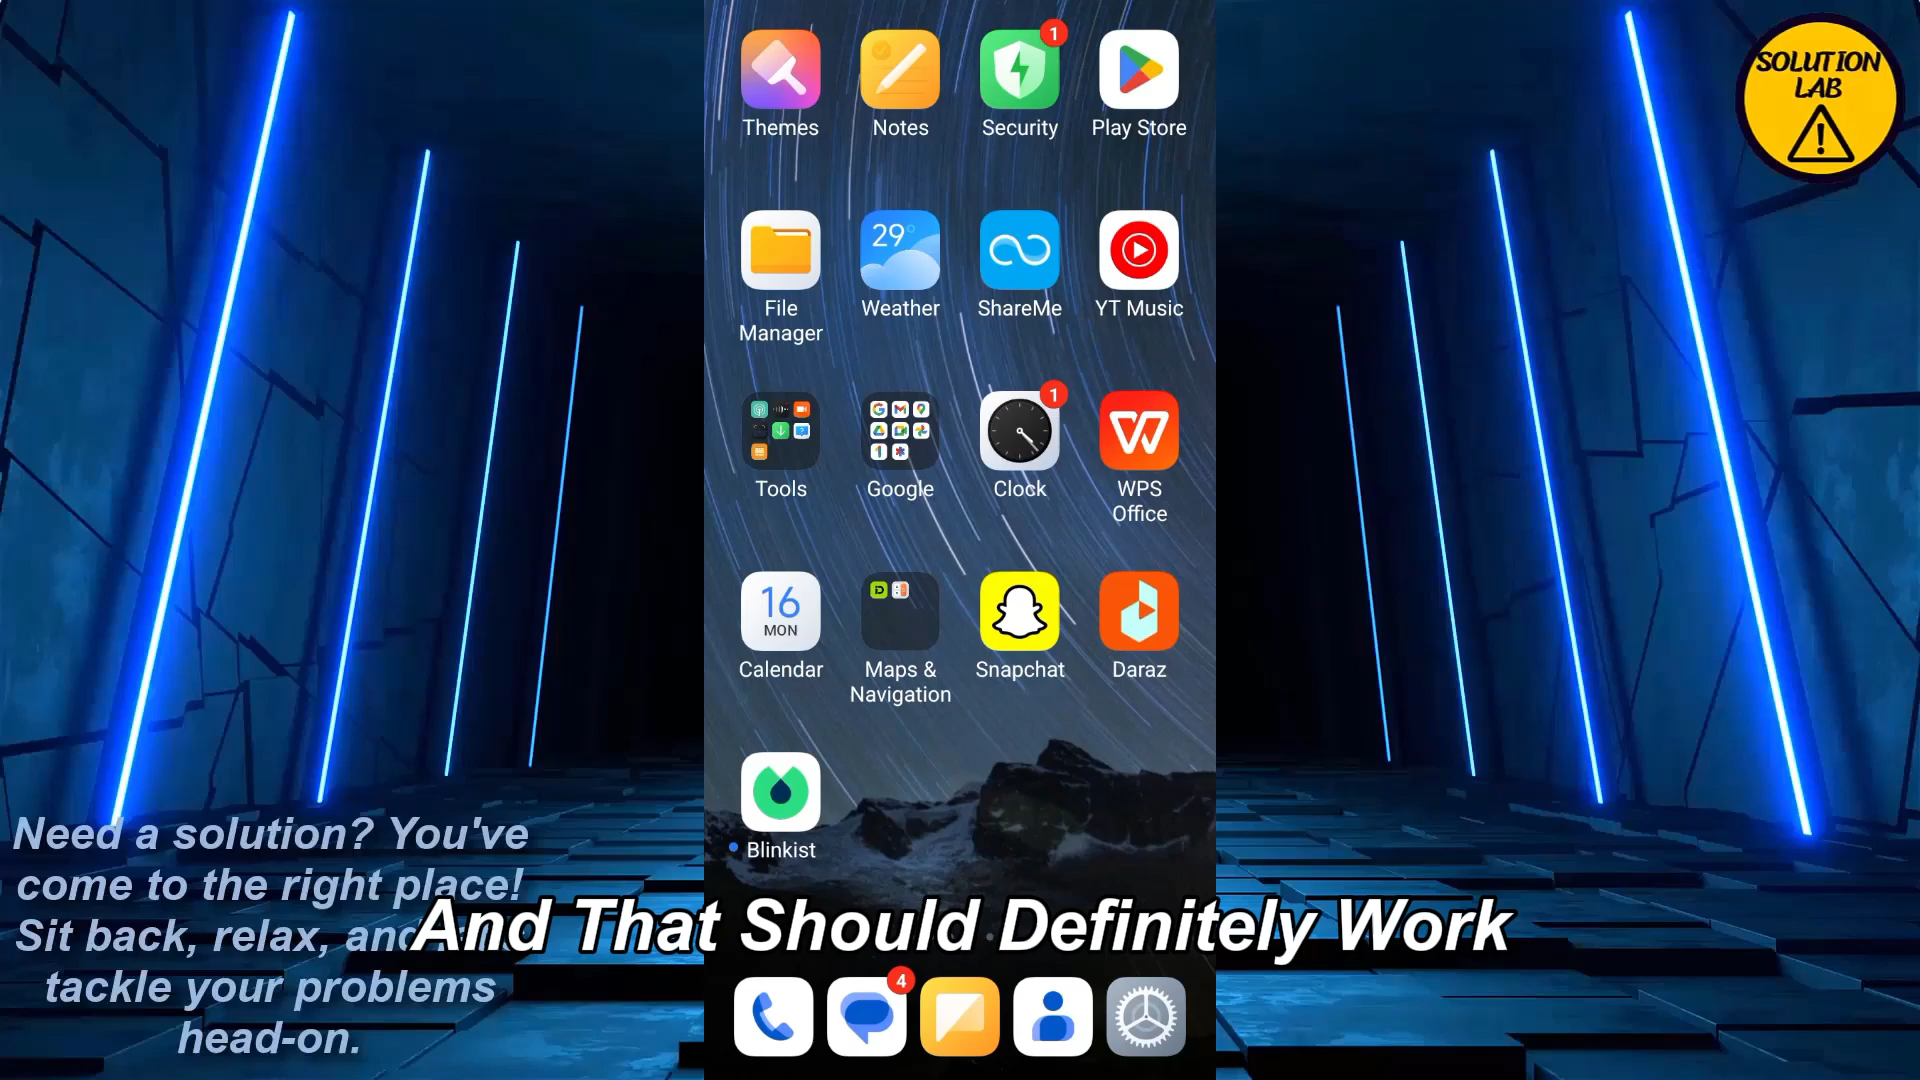 SOLUTION
LAB
1
Themes
Notes
Security
Play Store
29°
File
Manager
Weather
ShareMe
YT Music
1
Tools
Google
Clock
WPS
Office
16
MON
Calendar
Maps &
Navigation
Snapchat
Daraz
Blinkist
Need a solution? You've
come to the right place!
Sit back, relax, and
tackle your problems
head-on.
And That Should Definitely Work
4